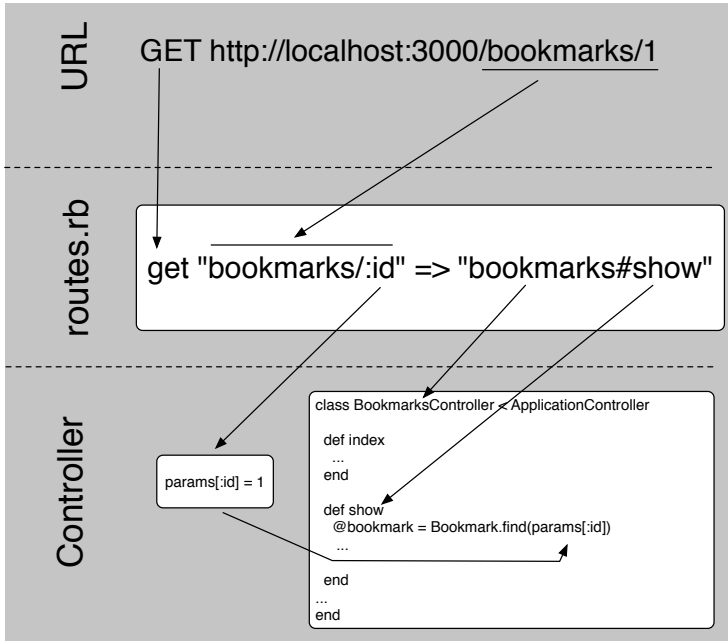 URL
GET http://localhost:3000/bookmarks/1
routes.rb
get "bookmarks/:id" => "bookmarks#show"
Controller
params[:id] = 1
class BookmarksController < ApplicationController
def index
...
end
def show
@bookmark = Bookmark.find(params[:id])
...
end
...
end